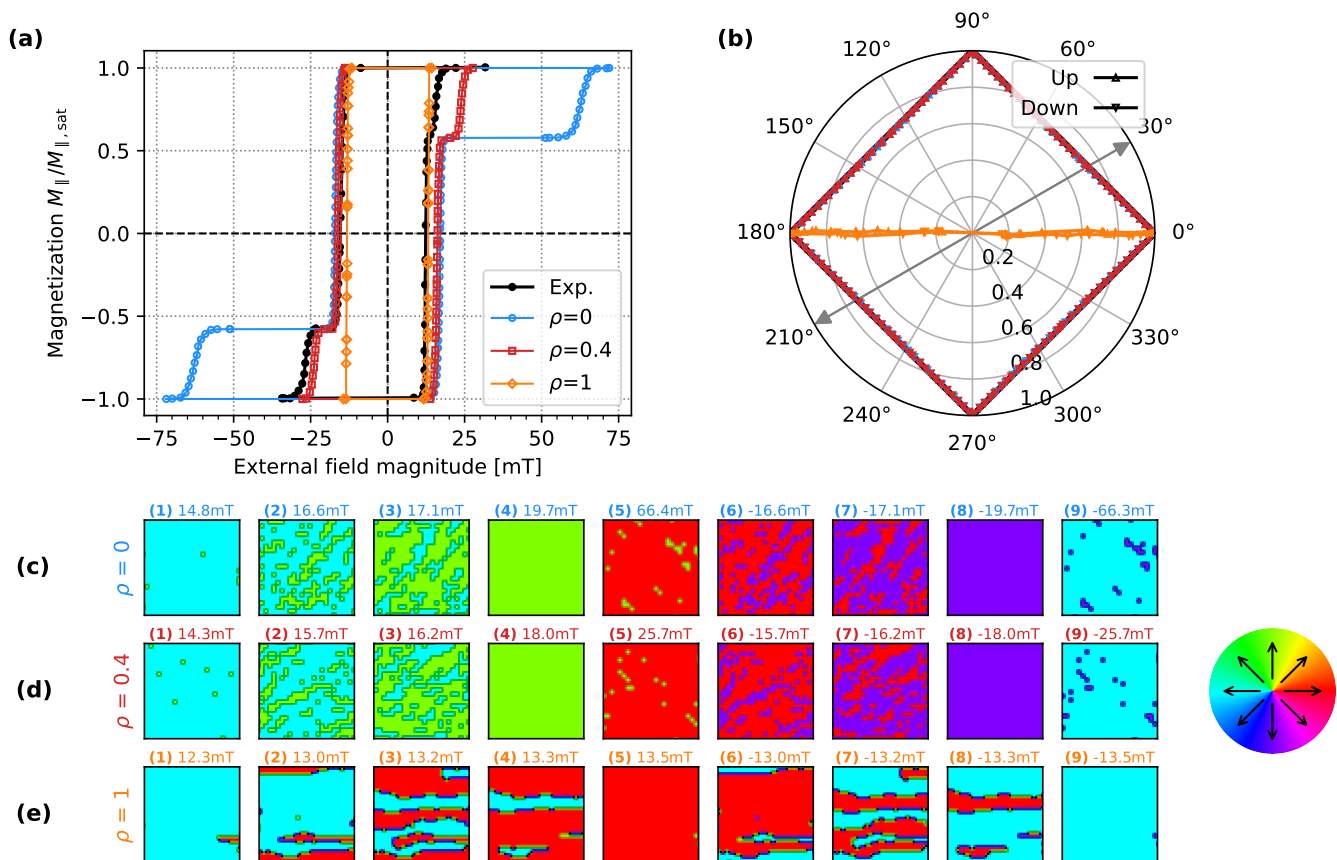 (a)
Magnetization M∥/M∥, sat
1.0
0.5
0.0
−0.5
−1.0
−75
−50
−25
0
25
50
75
External field magnitude [mT]
Exp.
ρ=0
ρ=0.4
ρ=1
(b)
90°
120°
60°
150°
30°
180°
0°
210°
330°
240°
300°
270°
Up
Down
0.2
0.4
0.6
0.8
1.0
(c)
ρ = 0
(1) 14.8mT
(2) 16.6mT
(3) 17.1mT
(4) 19.7mT
(5) 66.4mT
(6) -16.6mT
(7) -17.1mT
(8) -19.7mT
(9) -66.3mT
(d)
ρ = 0.4
(1) 14.3mT
(2) 15.7mT
(3) 16.2mT
(4) 18.0mT
(5) 25.7mT
(6) -15.7mT
(7) -16.2mT
(8) -18.0mT
(9) -25.7mT
(e)
ρ = 1
(1) 12.3mT
(2) 13.0mT
(3) 13.2mT
(4) 13.3mT
(5) 13.5mT
(6) -13.0mT
(7) -13.2mT
(8) -13.3mT
(9) -13.5mT